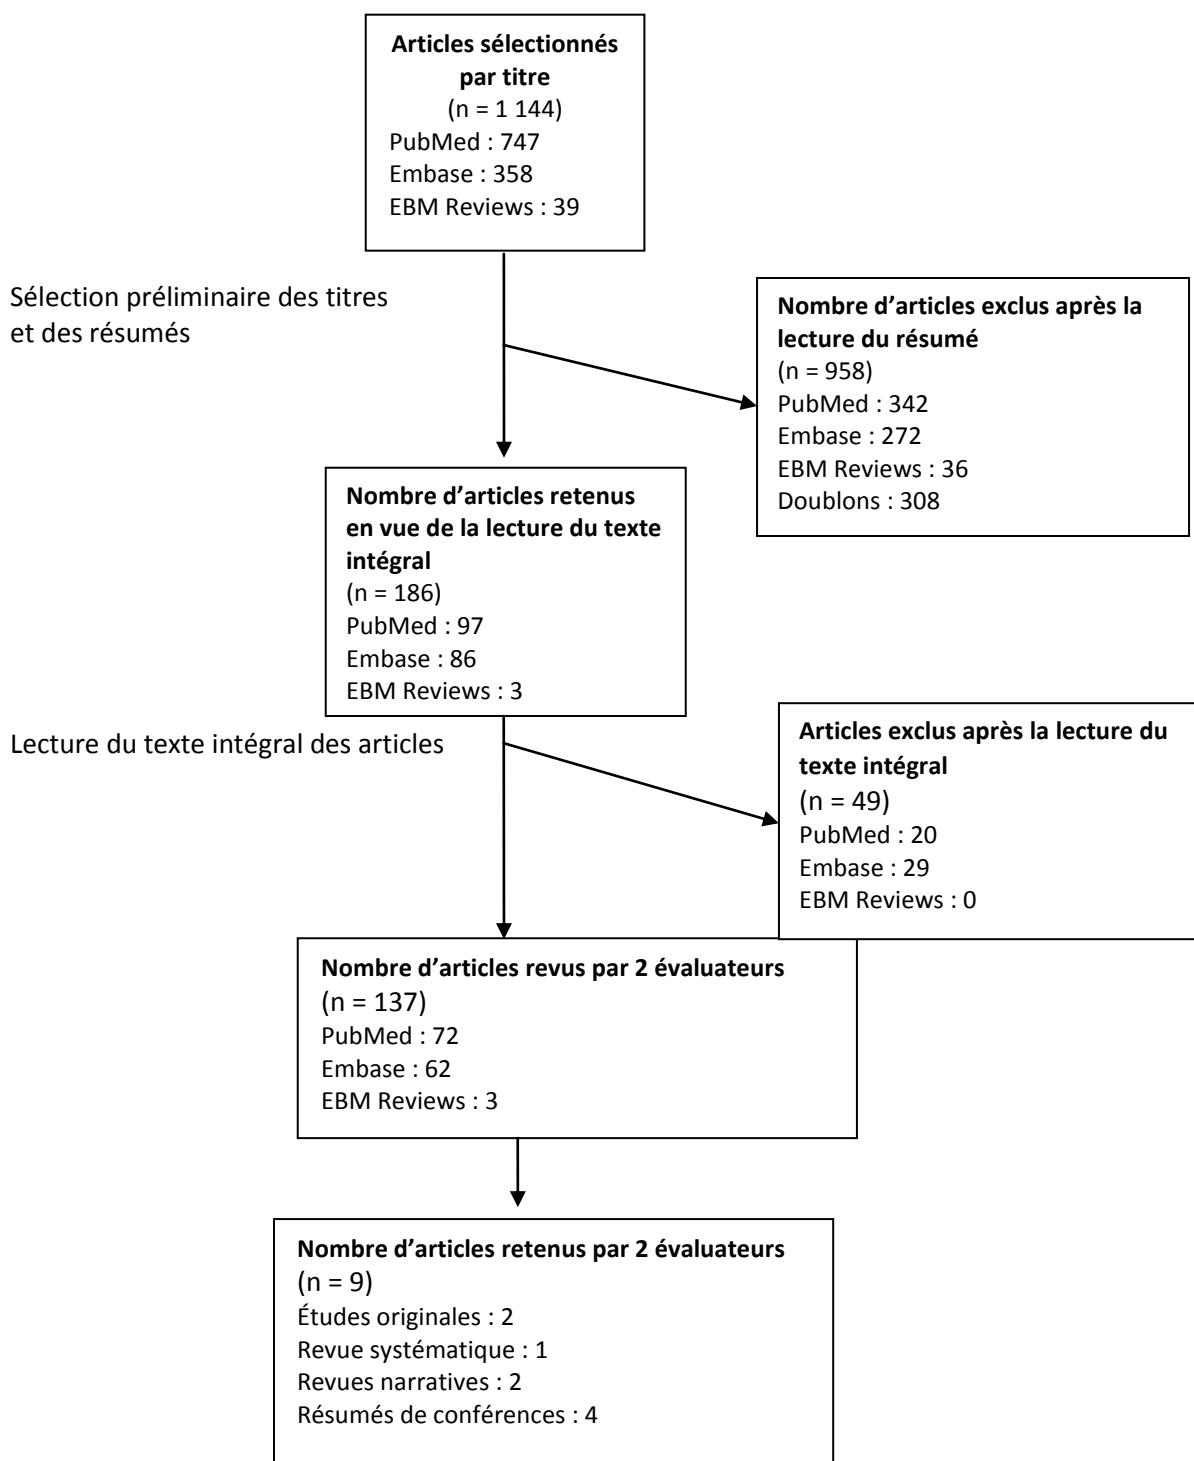 Articles sélectionnés
par titre
(n = 1 144)
PubMed : 747
Embase : 358
EBM Reviews : 39
Sélection préliminaire des titres
et des résumés
Nombre d’articles exclus après la
lecture du résumé
(n = 958)
PubMed : 342
Embase : 272
EBM Reviews : 36
Doublons : 308
Nombre d’articles retenus
en vue de la lecture du texte
intégral
(n = 186)
PubMed : 97
Embase : 86
EBM Reviews : 3
Lecture du texte intégral des articles
Articles exclus après la lecture du
texte intégral
(n = 49)
PubMed : 20
Embase : 29
EBM Reviews : 0
Nombre d’articles revus par 2 évaluateurs
(n = 137)
PubMed : 72
Embase : 62
EBM Reviews : 3
Nombre d’articles retenus par 2 évaluateurs
(n = 9)
Études originales : 2
Revue systématique : 1
Revues narratives : 2
Résumés de conférences : 4